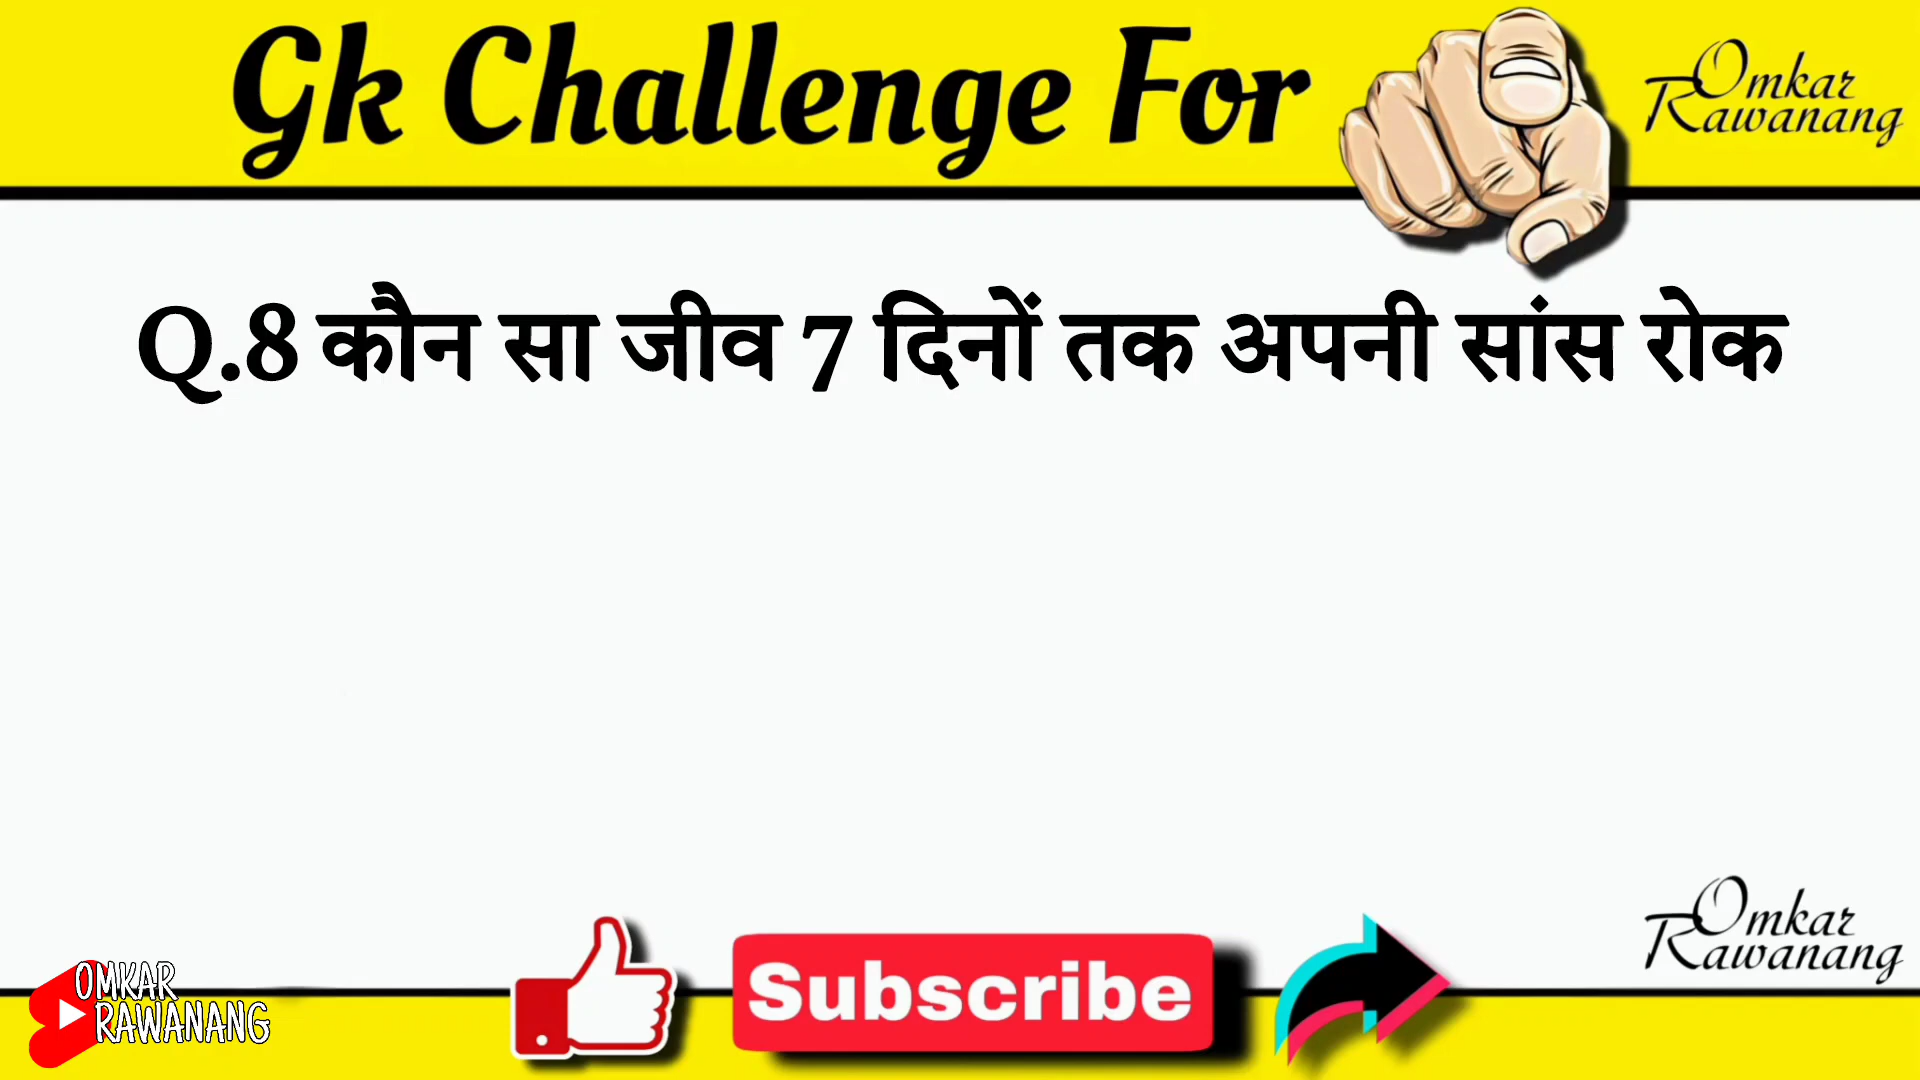 Gk Challenge For
Omkar
Rawanang
Q.8 कौन सा जीव 7 दिनों तक अपनी सांस रोक
Omkar
Rawanang
OMKAR
RAWANANG
Subscribe